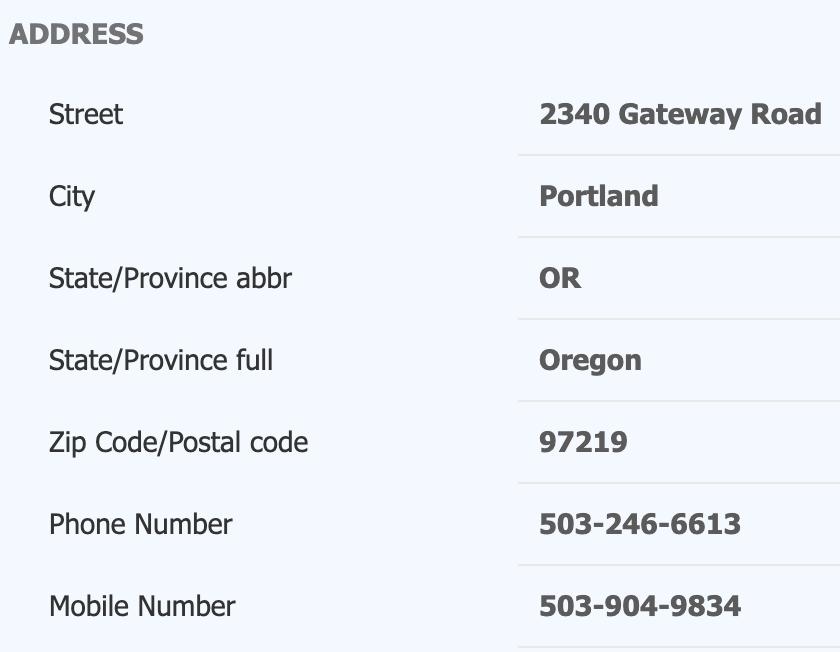 ADDRESS
Street 2340 Gateway Road
City Portland
State/Province abbr OR
State/Province full Oregon
Zip Code/Postal code 97219
Phone Number 503-246-6613
Mobile Number 503-904-9834